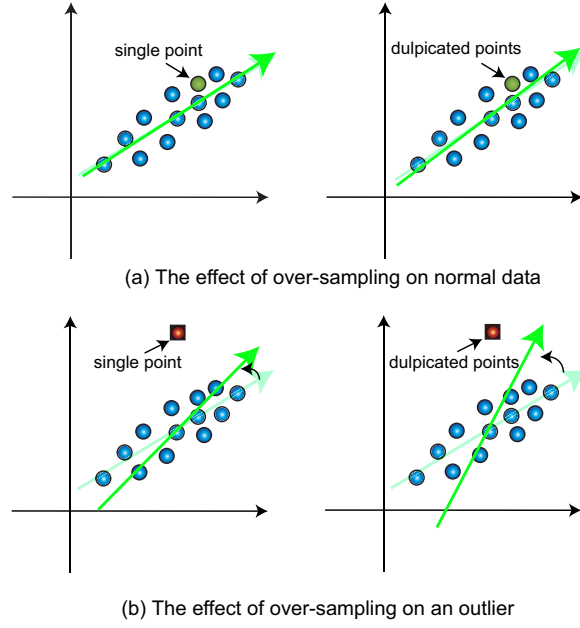 single point
dulpicated points
(a) The effect of over-sampling on normal data
single point
dulpicated points
(b) The effect of over-sampling on an outlier